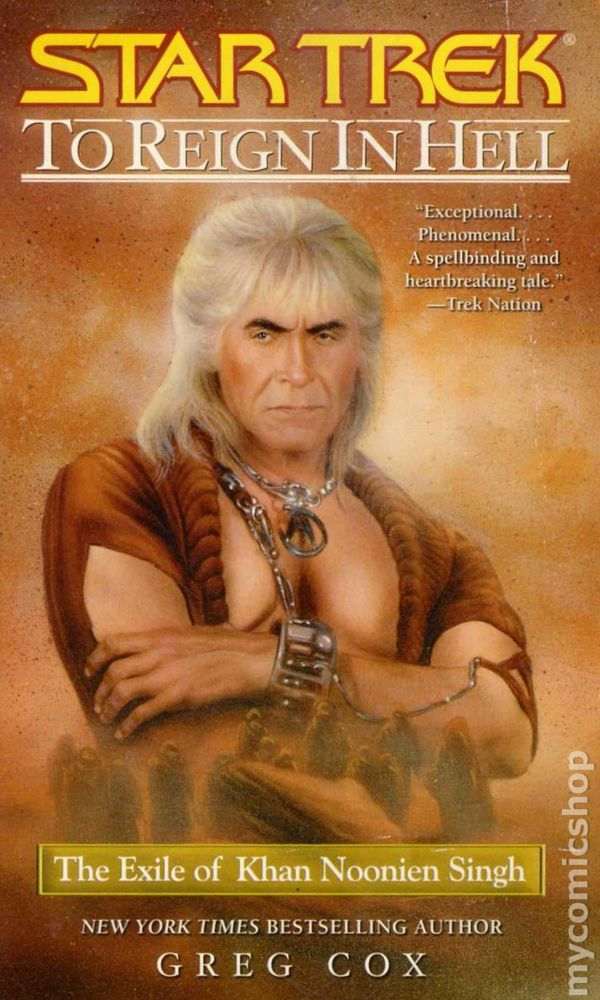 STAR TREK®
TO REIGN IN HELL
“Exceptional. . . .
Phenomenal. . . .
A spellbinding and
heartbreaking tale.”
—Trek Nation
The Exile of Khan Noonien Singh
NEW YORK TIMES BESTSELLING AUTHOR
GREG COX
mycomicshop